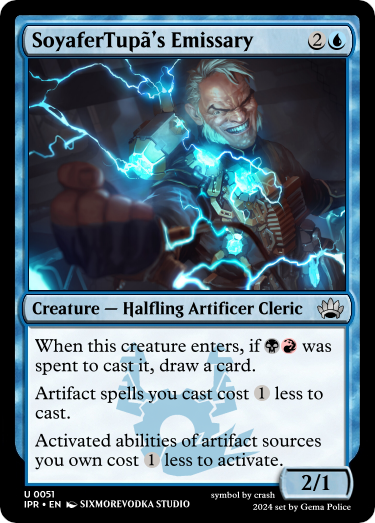 SoyaferTupã's Emissary 2
Creature — Halfling Artificer Cleric
When this creature enters, if was
spent to cast it, draw a card.
Artifact spells you cast cost 1 less to
cast.
Activated abilities of artifact sources
you own cost 1 less to activate.
2/1
U 0051
IPR • EN SIXMOREVODKA STUDIO
symbol by crash
2024 set by Gema Police